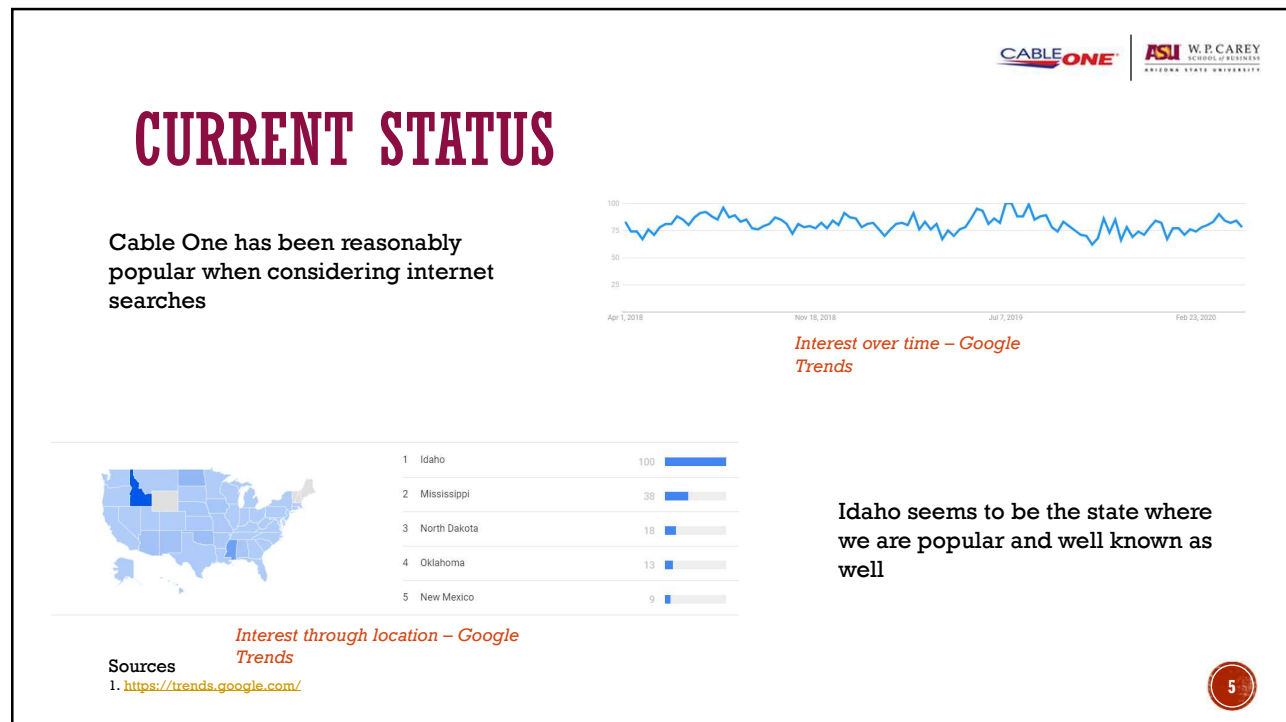 CABLEONE
ASU W. P. CAREY
SCHOOL of BUSINESS
ARIZONA STATE UNIVERSITY
CURRENT STATUS
Cable One has been reasonably
popular when considering internet
searches
100
75
50
25
Apr 1, 2018 Nov 18, 2018 Jul 7, 2019 Feb 23, 2020
Interest over time – Google
Trends
1 Idaho 100
2 Mississippi 38
3 North Dakota 18
4 Oklahoma 13
5 New Mexico 9
Idaho seems to be the state where
we are popular and well known as
well
Interest through location – Google
Trends
Sources
1. https://trends.google.com/
5